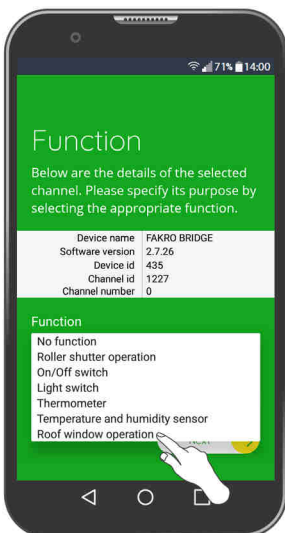 71% 14:00
Function
Below are the details of the selected
channel. Please specify its purpose by
selecting the appropriate function.
Device name FAKRO BRIDGE
Software version 2.7.26
Device id 435
Channel id 1227
Channel number 0
Function
No function
Roller shutter operation
On/Off switch
Light switch
Thermometer
Temperature and humidity sensor
Roof window operation
Next